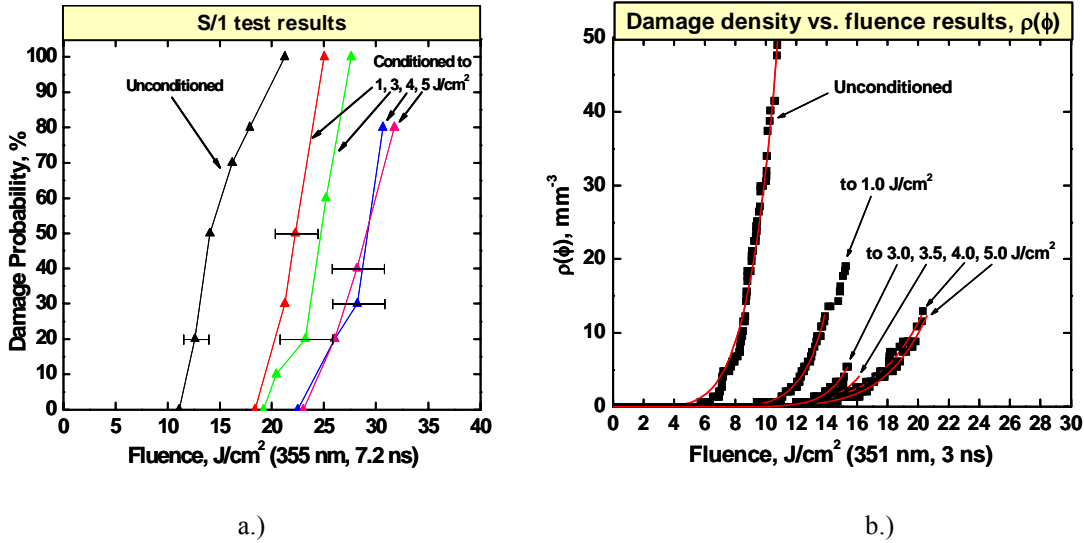 S/1 test results
Damage density vs. fluence results, ρ(ϕ)
100
90
80
70
60
50
40
30
20
10
0
Damage Probability, %
Unconditioned
Conditioned to
1, 3, 4, 5 J/cm²
0 5 10 15 20 25 30 35 40
Fluence, J/cm² (355 nm, 7.2 ns)
a.)
50
40
30
20
10
0
ρ(ϕ), mm⁻³
Unconditioned
to 1.0 J/cm²
to 3.0, 3.5, 4.0, 5.0 J/cm²
0 2 4 6 8 10 12 14 16 18 20 22 24 26 28 30
Fluence, J/cm² (351 nm, 3 ns)
b.)